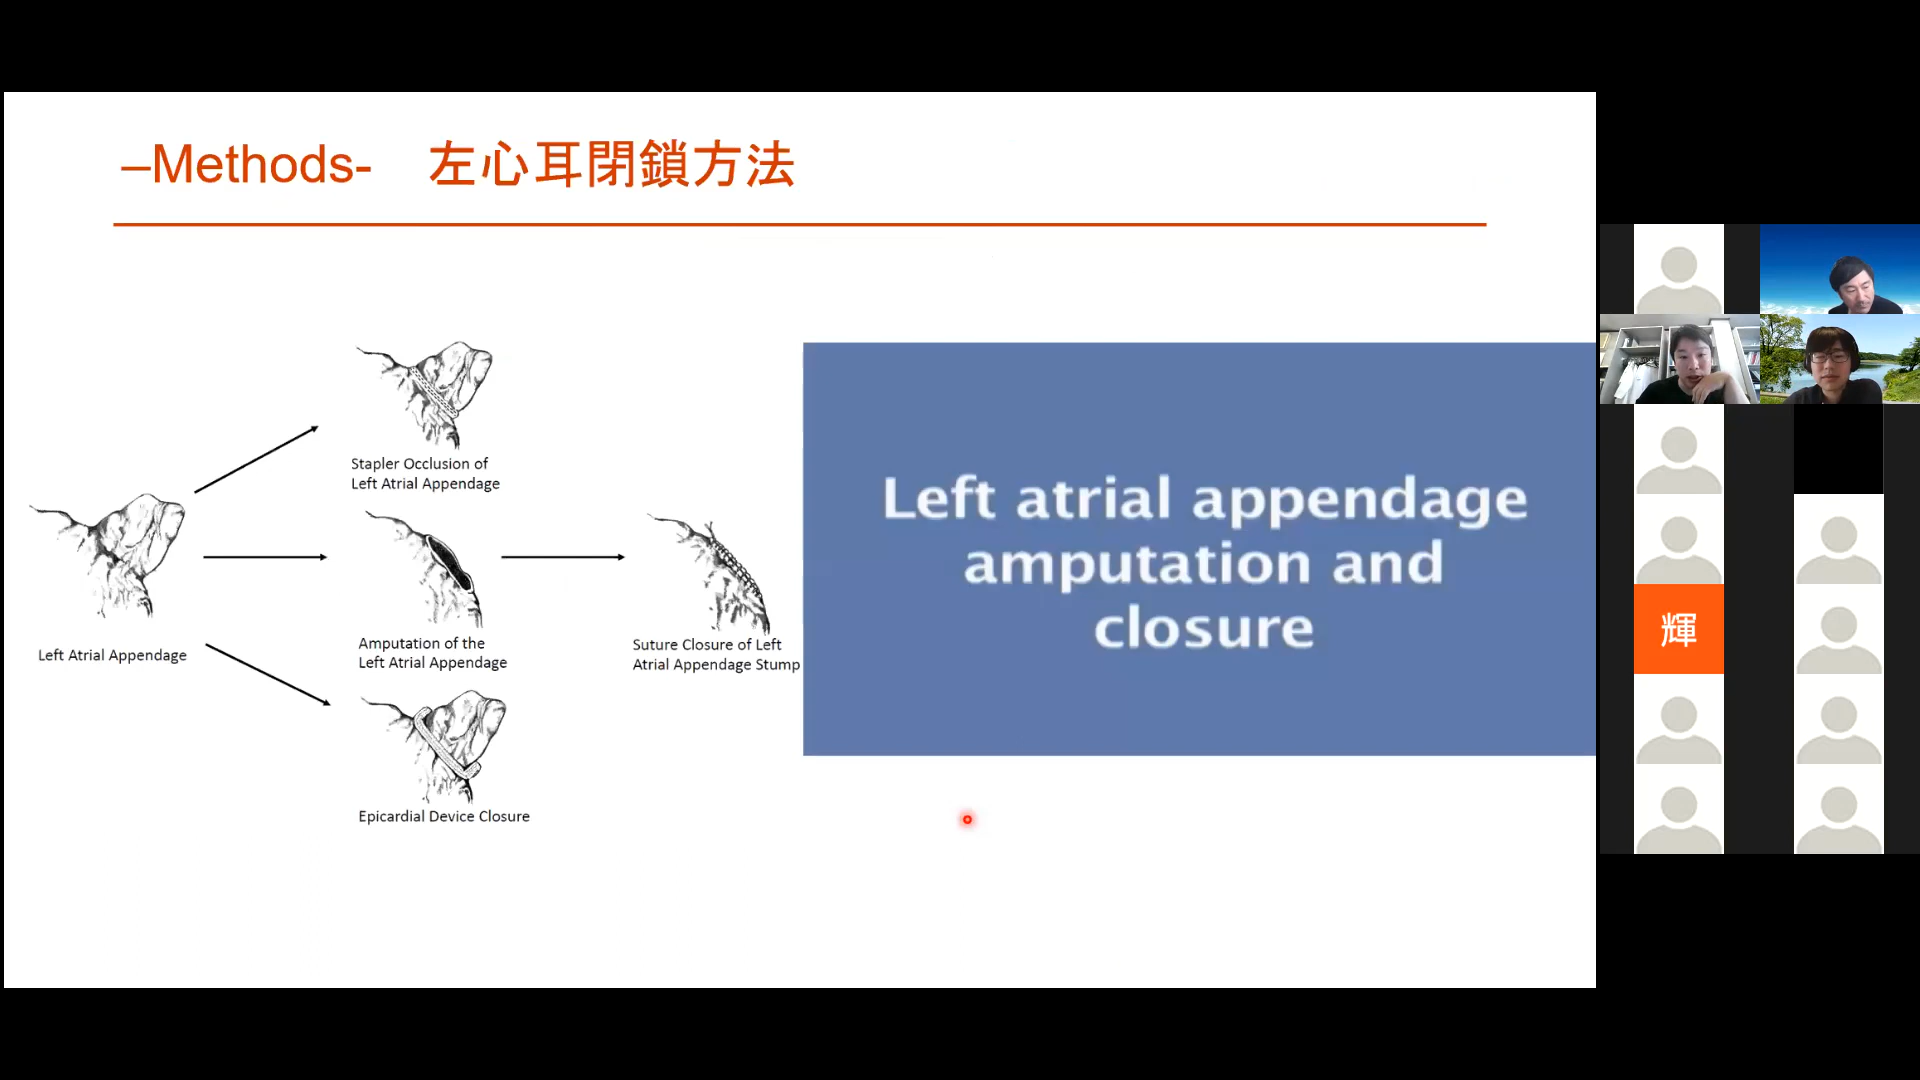 –Methods- 左心耳閉鎖方法
Stapler Occlusion of
Left Atrial Appendage
Left Atrial Appendage
Amputation of the
Left Atrial Appendage
Suture Closure of Left
Atrial Appendage Stump
Epicardial Device Closure
Left atrial appendage
amputation and
closure
輝